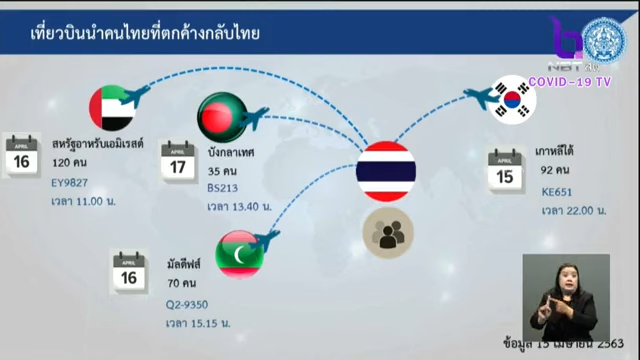 เที่ยวบินนำคนไทยที่ตกค้างกลับไทย
NBT
COVID-19 TV
APRIL
16
สหรัฐอาหรับเอมิเรสต์
120 คน
EY9827
เวลา 11.00 น.
APRIL
17
บังกลาเทศ
35 คน
BS213
เวลา 13.40 น.
APRIL
15
เกาหลีใต้
92 คน
KE651
เวลา 22.00 น.
APRIL
16
มัลดีฟส์
70 คน
Q2-9350
เวลา 15.15 น.
ข้อมูล 15 เมษายน 2563